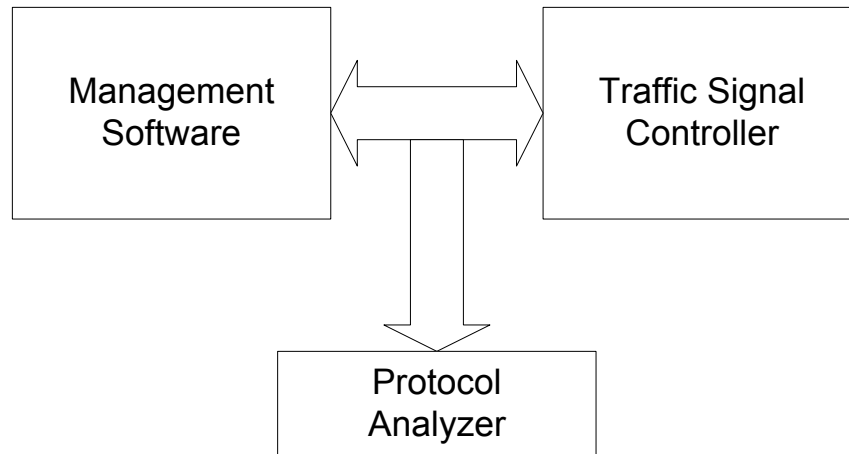 Management
Software
Traffic Signal
Controller
Protocol
Analyzer